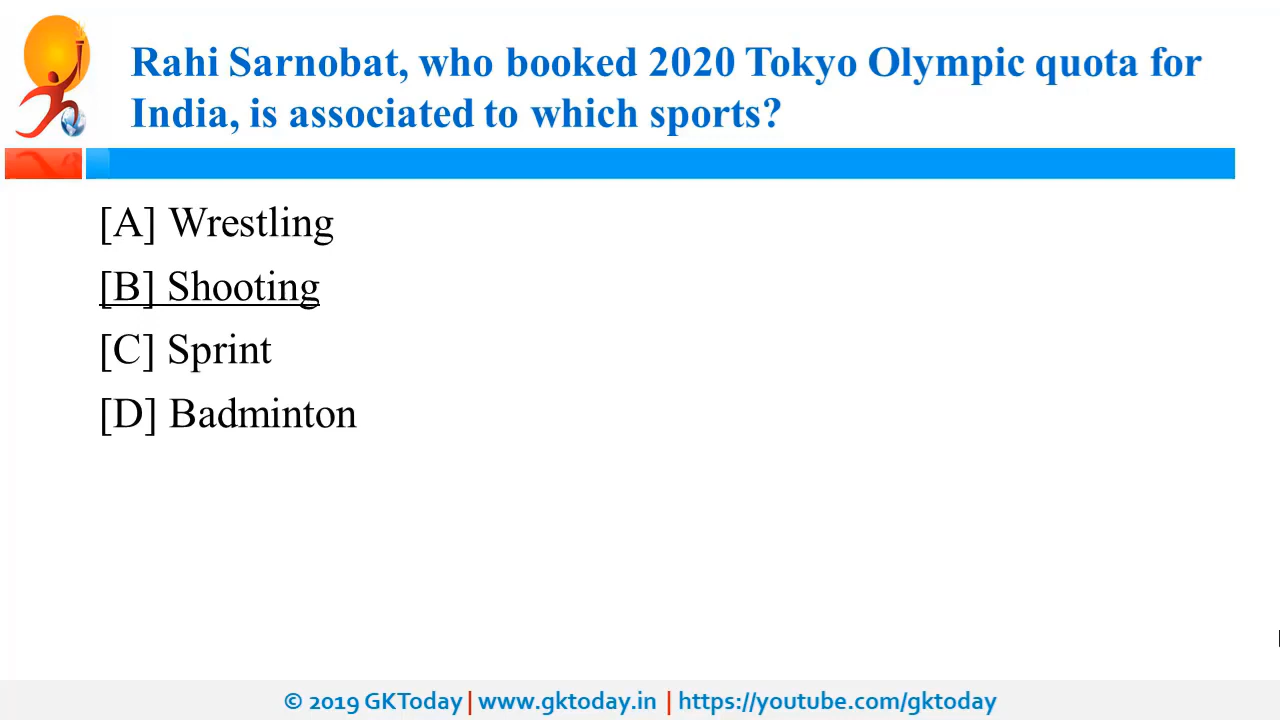 Rahi Sarnobat, who booked 2020 Tokyo Olympic quota for
India, is associated to which sports?
[A] Wrestling
[B] Shooting
[C] Sprint
[D] Badminton
© 2019 GKToday | www.gktoday.in | https://youtube.com/gktoday